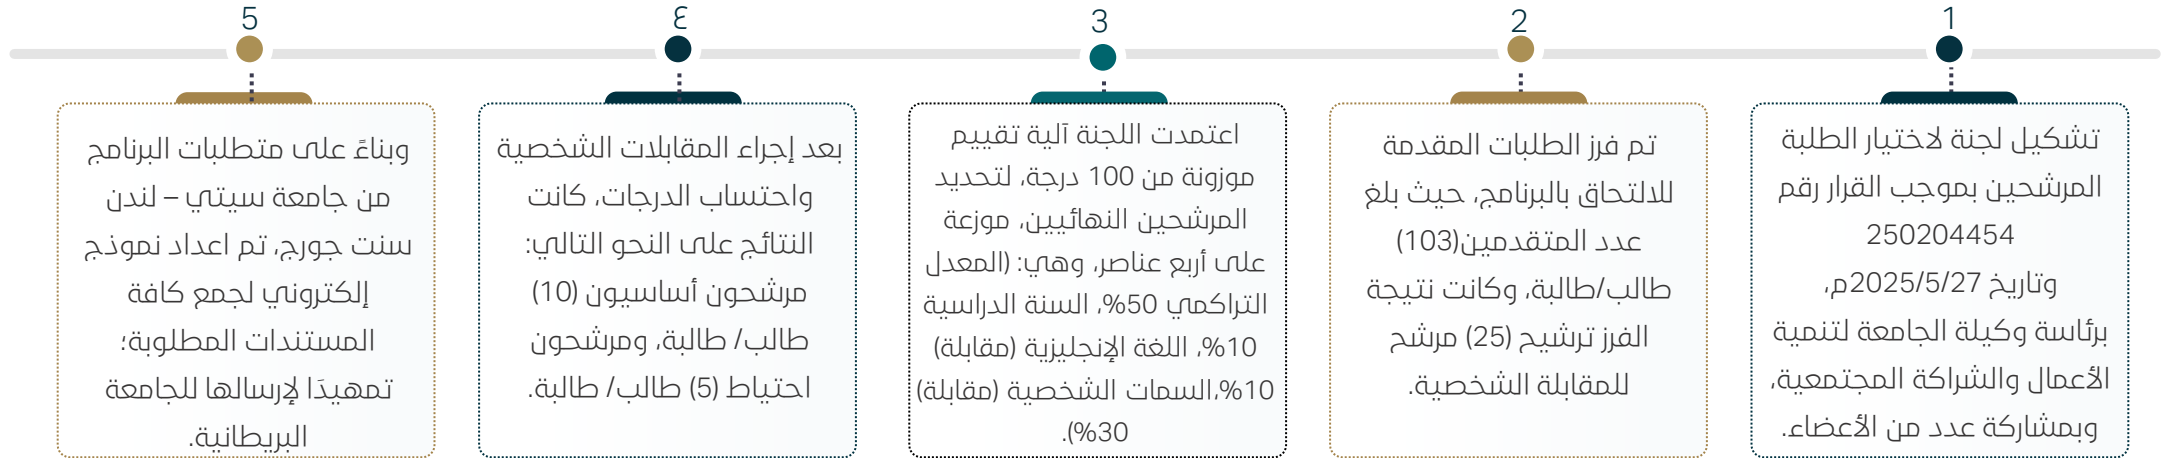 1
تشكيل لجنة لاختيار الطلبة
المرشحين بموجب القرار رقم
250204454
وتاريخ 2025/5/27م،
برئاسة وكيلة الجامعة لتنمية
الأعمال والشراكة المجتمعية،
وبمشاركة عدد من الأعضاء.
2
تم فرز الطلبات المقدمة
للالتحاق بالبرنامج، حيث بلغ
عدد المتقدمين(103)
طالب/طالبة، وكانت نتيجة
الفرز ترشيح (25) مرشح
للمقابلة الشخصية.
3
اعتمدت اللجنة آلية تقييم
موزونة من 100 درجة، لتحديد
المرشحين النهائيين، موزعة
على أربع عناصر، وهي: (المعدل
التراكمي 50%، السنة الدراسية
10%، اللغة الإنجليزية (مقابلة)
10%،السمات الشخصية (مقابلة)
30%).
٤
بعد إجراء المقابلات الشخصية
واحتساب الدرجات، كانت
النتائج على النحو التالي:
مرشحون أساسيون (10)
طالب/ طالبة، ومرشحون
احتياط (5) طالب/ طالبة.
5
وبناءً على متطلبات البرنامج
من جامعة سيتي – لندن
سنت جورج، تم اعداد نموذج
إلكتروني لجمع كافة
المستندات المطلوبة؛
تمهيدَا لإرسالها للجامعة
البريطانية.